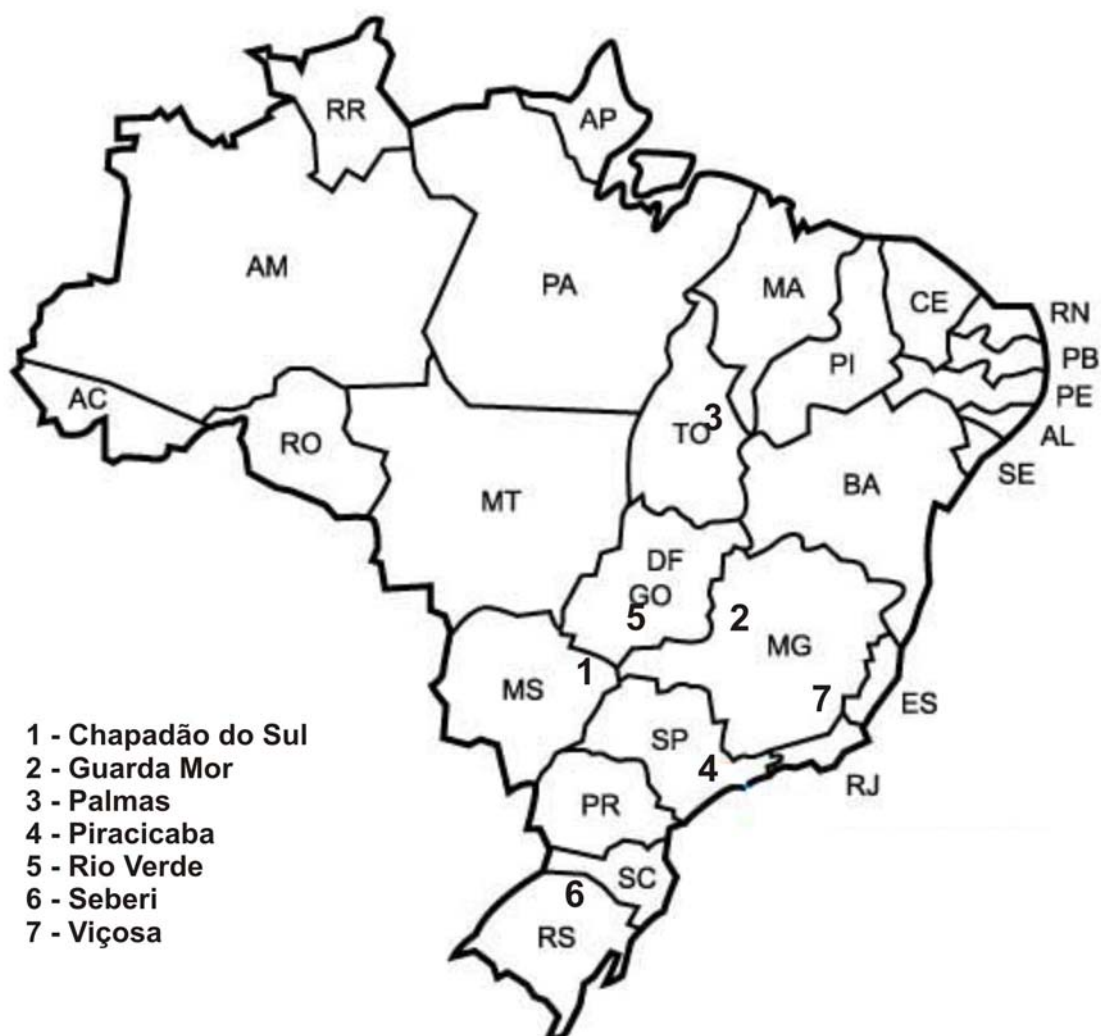 RR
AP
AM
PA
MA
CE
RN
PI
PB
AC
PE
TO
3
RO
AL
SE
BA
MT
DF
GO
5
2
MG
1
MS
7
ES
SP
4
RJ
PR
SC
6
RS
1 - Chapadão do Sul
2 - Guarda Mor
3 - Palmas
4 - Piracicaba
5 - Rio Verde
6 - Seberi
7 - Viçosa